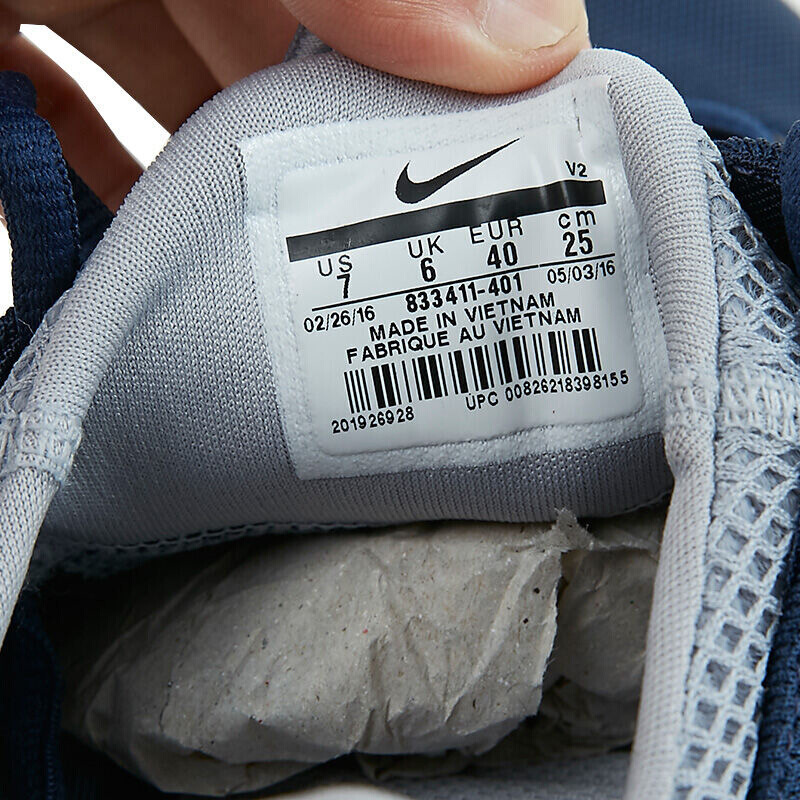 V2
US UK EUR cm
7 6 40 25
02/26/16 833411-401 05/03/16
MADE IN VIETNAM
FABRIQUE AU VIETNAM
201926928 UPC 00826218398155